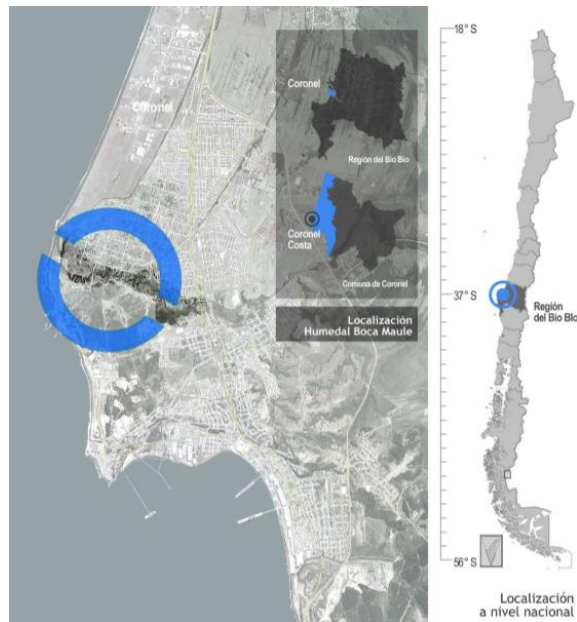 Coronel
Coronel
Región del Bío Bío
Coronel
Costa
Comuna de Coronel
Localización
Humedal Boca Maule
18° S
37° S
Región
del Bío Bío
56° S
Localización
a nivel nacional